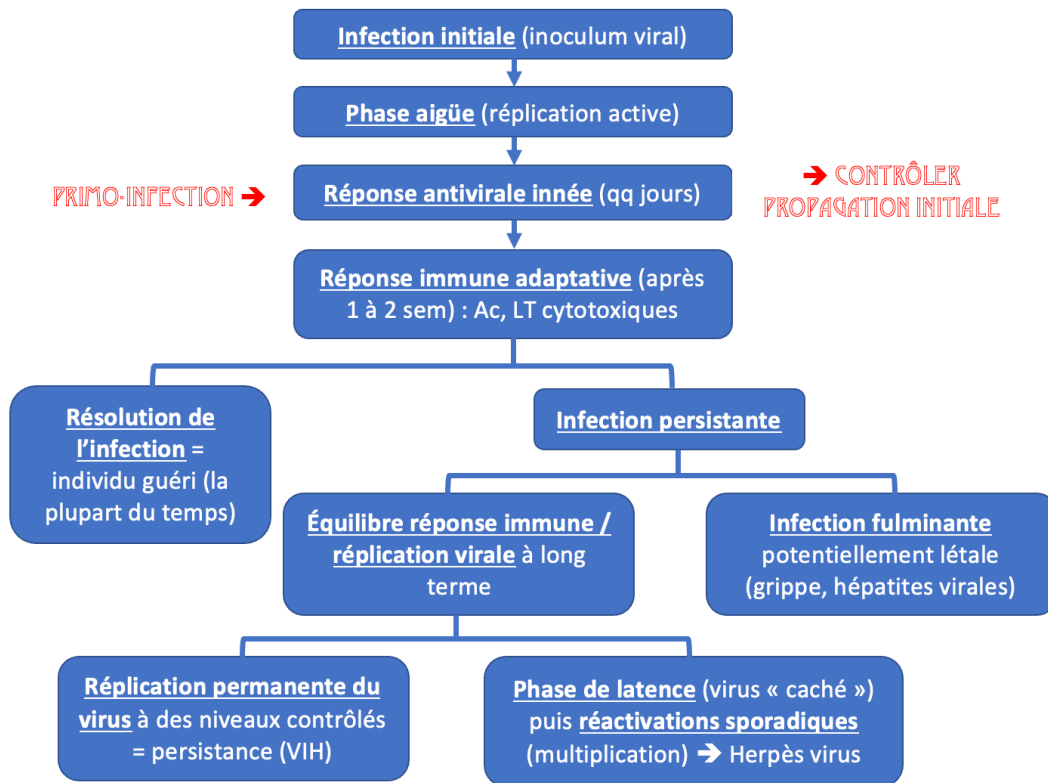 Infection initiale (inoculum viral)
Phase aigüe (réplication active)
PRIMO-INFECTION ➔
Réponse antivirale innée (qq jours)
➔ CONTRÔLER
PROPAGATION INITIALE
Réponse immune adaptative (après
1 à 2 sem) : Ac, LT cytotoxiques
Résolution de
l’infection =
individu guéri (la
plupart du temps)
Infection persistante
Équilibre réponse immune /
réplication virale à long
terme
Infection fulminante
potentiellement létale
(grippe, hépatites virales)
Réplication permanente du
virus à des niveaux contrôlés
= persistance (VIH)
Phase de latence (virus « caché »)
puis réactivations sporadiques
(multiplication) ➔ Herpès virus